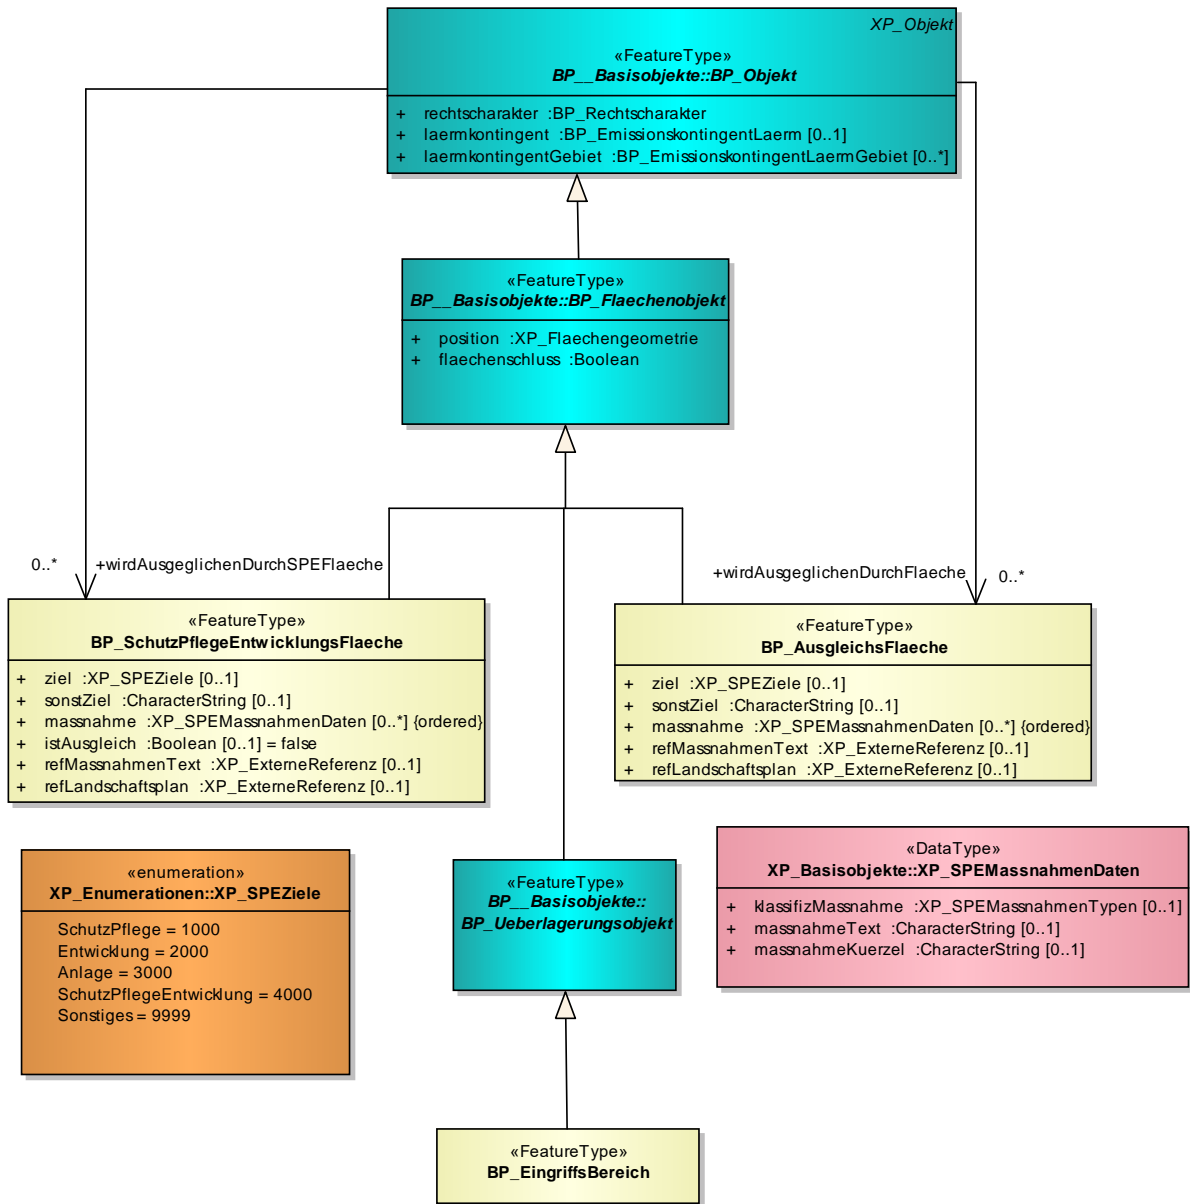 XP_Objekt
«FeatureType»
BP__Basisobjekte::BP_Objekt
+ rechtscharakter :BP_Rechtscharakter
+ laermkontingent :BP_EmissionskontingentLaerm [0..1]
+ laermkontingentGebiet :BP_EmissionskontingentLaermGebiet [0..*]
«FeatureType»
BP__Basisobjekte::BP_Flaechenobjekt
+ position :XP_Flaechengeometrie
+ flaechenschluss :Boolean
0..* +wirdAusgeglichenDurchSPEFlaeche
+wirdAusgeglichenDurchFlaeche 0..*
«FeatureType»
BP_SchutzPflegeEntwicklungsFlaeche
+ ziel :XP_SPEZiele [0..1]
+ sonstZiel :CharacterString [0..1]
+ massnahme :XP_SPEMassnahmenDaten [0..*] {ordered}
+ istAusgleich :Boolean [0..1] = false
+ refMassnahmenText :XP_ExterneReferenz [0..1]
+ refLandschaftsplan :XP_ExterneReferenz [0..1]
«FeatureType»
BP_AusgleichsFlaeche
+ ziel :XP_SPEZiele [0..1]
+ sonstZiel :CharacterString [0..1]
+ massnahme :XP_SPEMassnahmenDaten [0..*] {ordered}
+ refMassnahmenText :XP_ExterneReferenz [0..1]
+ refLandschaftsplan :XP_ExterneReferenz [0..1]
«enumeration»
XP_Enumerationen::XP_SPEZiele
SchutzPflege = 1000
Entwicklung = 2000
Anlage = 3000
SchutzPflegeEntwicklung = 4000
Sonstiges = 9999
«FeatureType»
BP__Basisobjekte::
BP_Ueberlagerungsobjekt
«DataType»
XP_Basisobjekte::XP_SPEMassnahmenDaten
+ klassifizMassnahme :XP_SPEMassnahmenTypen [0..1]
+ massnahmeText :CharacterString [0..1]
+ massnahmeKuerzel :CharacterString [0..1]
«FeatureType»
BP_EingriffsBereich